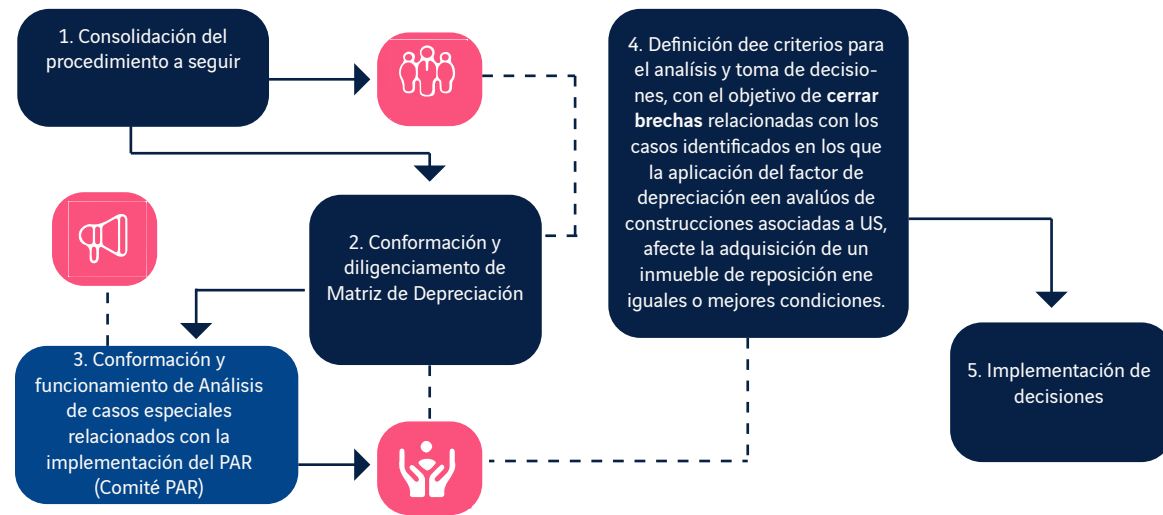 1. Consolidación del
procedimiento a seguir
2. Conformación y
diligenciamiento de
Matriz de Depreciación
3. Conformación y
funcionamiento de Análisis
de casos especiales
relacionados con la
implementación del PAR
(Comité PAR)
4. Definición dee criterios para
el analísis y toma de decisio-
nes, con el objetivo de cerrar
brechas relacionadas con los
casos identificados en los que
la aplicación del factor de
depreciación een avalúos de
construcciones asociadas a US,
afecte la adquisición de un
inmueble de reposición ene
iguales o mejores condiciones.
5. Implementación de
decisiones